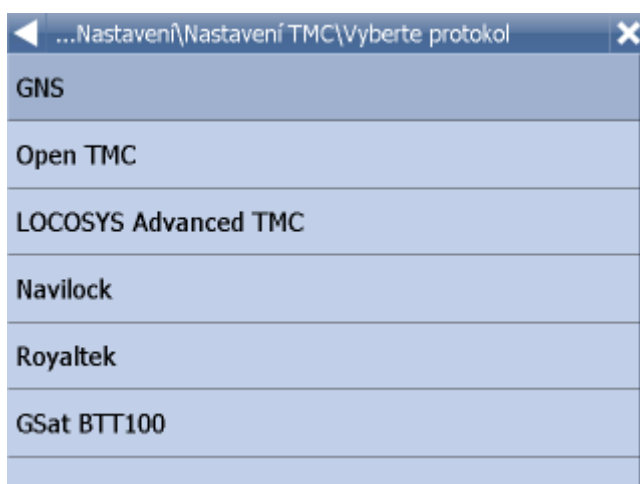 ...Nastavení\Nastavení TMC\Vyberte protokol
GNS
Open TMC
LOCOSYS Advanced TMC
Navilock
Royaltek
GSat BTT100